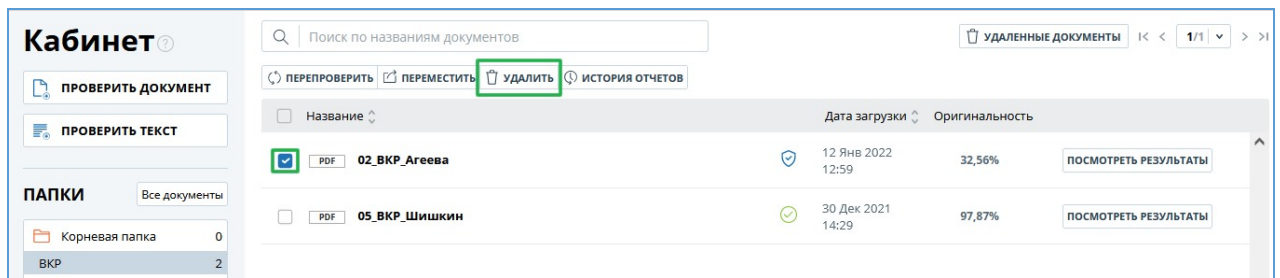 Кабинет
Поиск по названиям документов
УДАЛЕННЫЕ ДОКУМЕНТЫ
1/1
ПРОВЕРИТЬ ДОКУМЕНТ
ПЕРЕПРОВЕРИТЬ ПЕРЕМЕСТИТЬ УДАЛИТЬ ИСТОРИЯ ОТЧЕТОВ
ПРОВЕРИТЬ ТЕКСТ
Название Дата загрузки Оригинальность
PDF 02_ВКР_Агеева 12 Янв 2022 32,56% ПОСМОТРЕТЬ РЕЗУЛЬТАТЫ
12:59
ПАПКИ Все документы
PDF 05_ВКР_Шишкин 30 Дек 2021 97,87% ПОСМОТРЕТЬ РЕЗУЛЬТАТЫ
14:29
Корневая папка 0
ВКР 2